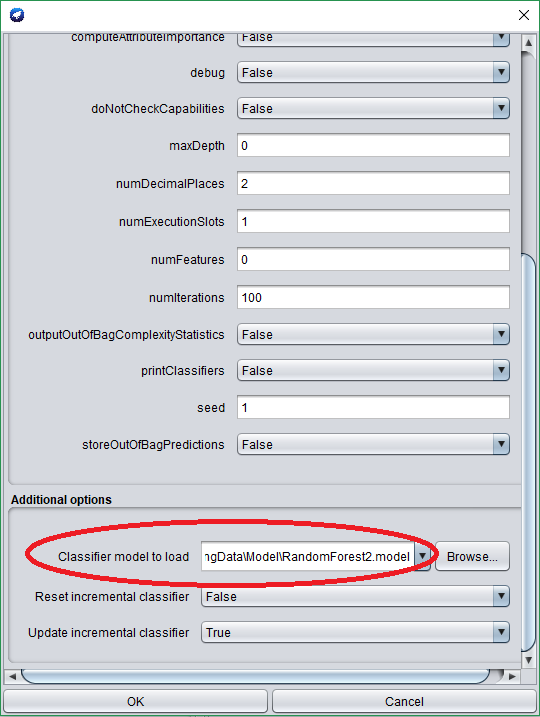 computeAttributeImportance False
debug False
doNotCheckCapabilities False
maxDepth 0
numDecimalPlaces 2
numExecutionSlots 1
numFeatures 0
numIterations 100
outputOutOfBagComplexityStatistics False
printClassifiers False
seed 1
storeOutOfBagPredictions False
Additional options
Classifier model to load ngData\Model\RandomForest2.model Browse...
Reset incremental classifier False
Update incremental classifier True
OK Cancel